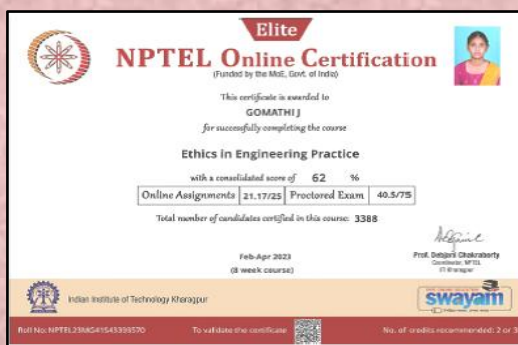 Elite
NPTEL Online Certification
(Funded by the MoE, Govt. of India)
This certificate is awarded to
GOMATHI J
for successfully completing the course
Ethics in Engineering Practice
with a consolidated score of 62 %
Online Assignments 21.17/25 Proctored Exam 40.5/75
Total number of candidates certified in this course: 3388
Feb-Apr 2023
(8 week course)
Prof. Debjani Chakraborty
Coordinator, NPTEL
IIT Kharagpur
Indian Institute of Technology Kharagpur
swayam
Roll No: To validate the certificate No. of credits recommended: 2 or 3